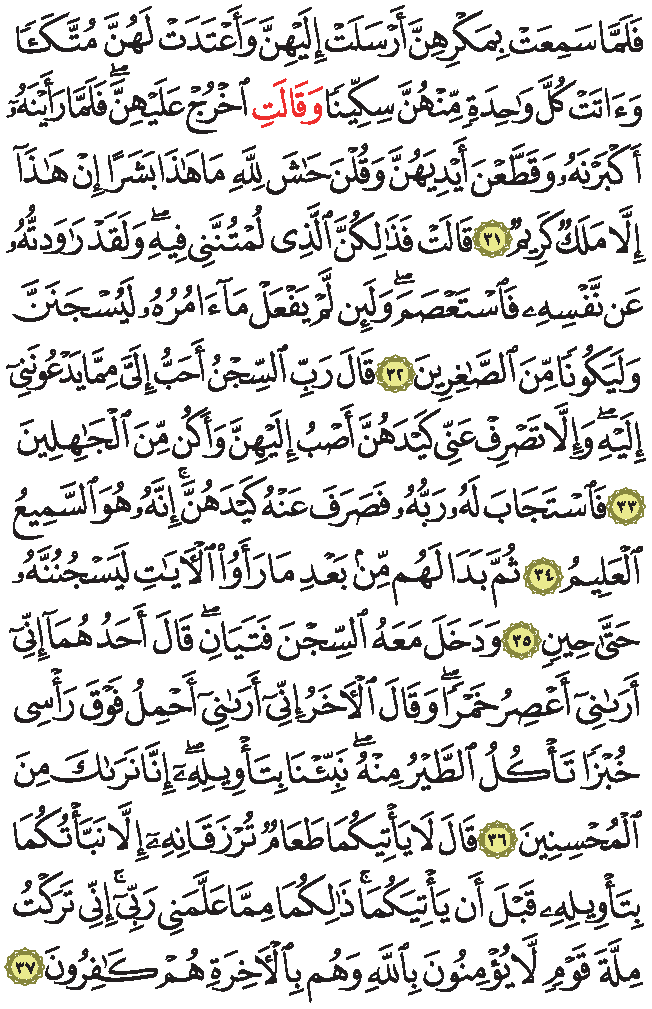 فَلَمَّا سَمِعَتْ بِمَكْرِهِنَّ أَرْسَلَتْ إِلَيْهِنَّ وَأَعْتَدَتْ لَهُنَّ مُتَّكَـًٔا
وَءَاتَتْ كُلَّ وَٰحِدَةٍ مِّنْهُنَّ سِكِّينًا وَقَالَتِ ٱخْرُجْ عَلَيْهِنَّ ۖ فَلَمَّا رَأَيْنَهُۥٓ
أَكْبَرْنَهُۥ وَقَطَّعْنَ أَيْدِيَهُنَّ وَقُلْنَ حَٰشَ لِلَّهِ مَا هَٰذَا بَشَرًا إِنْ هَٰذَآ
إِلَّا مَلَكٌ كَرِيمٌ ٣١ قَالَتْ فَذَٰلِكُنَّ ٱلَّذِى لُمْتُنَّنِى فِيهِ ۖ وَلَقَدْ رَٰوَدتُّهُۥ
عَن نَّفْسِهِۦ فَٱسْتَعْصَمَ ۖ وَلَئِن لَّمْ يَفْعَلْ مَآ ءَامُرُهُۥ لَيُسْجَنَنَّ
وَلَيَكُونًا مِّنَ ٱلصَّٰغِرِينَ ٣٢ قَالَ رَبِّ ٱلسِّجْنُ أَحَبُّ إِلَىَّ مِمَّا يَدْعُونَنِىٓ
إِلَيْهِ ۖ وَإِلَّا تَصْرِفْ عَنِّى كَيْدَهُنَّ أَصْبُ إِلَيْهِنَّ وَأَكُن مِّنَ ٱلْجَٰهِلِينَ
٣٣ فَٱسْتَجَابَ لَهُۥ رَبُّهُۥ فَصَرَفَ عَنْهُ كَيْدَهُنَّ ۚ إِنَّهُۥ هُوَ ٱلسَّمِيعُ
ٱلْعَلِيمُ ٣٤ ثُمَّ بَدَا لَهُم مِّنۢ بَعْدِ مَا رَأَوُا۟ ٱلْءَايَٰتِ لَيَسْجُنُنَّهُۥ
حَتَّىٰ حِينٍ ٣٥ وَدَخَلَ مَعَهُ ٱلسِّجْنَ فَتَيَانِ ۖ قَالَ أَحَدُهُمَآ إِنِّىٓ
أَرَىٰنِىٓ أَعْصِرُ خَمْرًا ۖ وَقَالَ ٱلْءَاخَرُ إِنِّىٓ أَرَىٰنِىٓ أَحْمِلُ فَوْقَ رَأْسِى
خُبْزًا تَأْكُلُ ٱلطَّيْرُ مِنْهُ ۖ نَبِّئْنَا بِتَأْوِيلِهِۦٓ ۖ إِنَّا نَرَىٰكَ مِنَ
ٱلْمُحْسِنِينَ ٣٦ قَالَ لَا يَأْتِيكُمَا طَعَامٌ تُرْزَقَانِهِۦٓ إِلَّا نَبَّأْتُكُمَا
بِتَأْوِيلِهِۦ قَبْلَ أَن يَأْتِيَكُمَا ۚ ذَٰلِكُمَا مِمَّا عَلَّمَنِى رَبِّىٓ ۚ إِنِّى تَرَكْتُ
مِلَّةَ قَوْمٍ لَّا يُؤْمِنُونَ بِٱللَّهِ وَهُم بِٱلْءَاخِرَةِ هُمْ كَٰفِرُونَ ٣٧